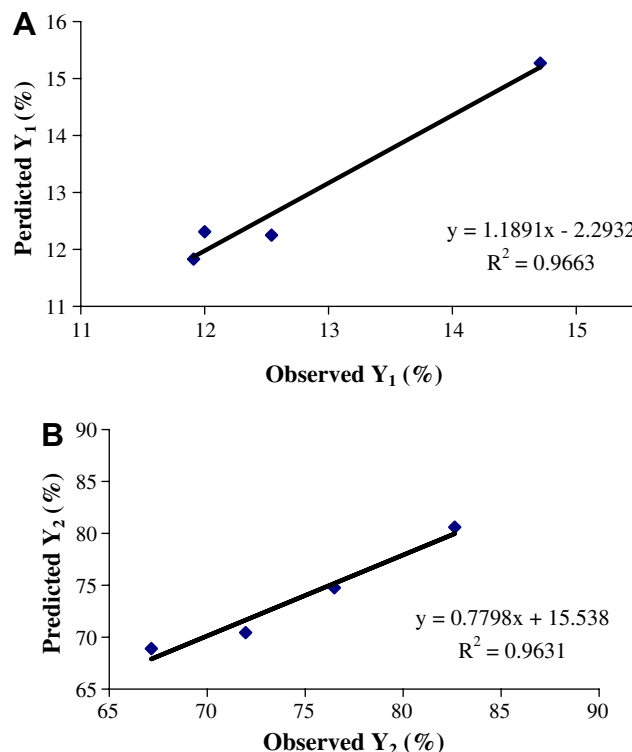 A
16
15
14
13
12
11
Perdicted Y₁ (%)
y = 1.1891x - 2.2932
R² = 0.9663
11 12 13 14 15
Observed Y₁ (%)
B
90
85
80
75
70
65
Predicted Y₂ (%)
y = 0.7798x + 15.538
R² = 0.9631
65 70 75 80 85 90
Observed Y₂ (%)